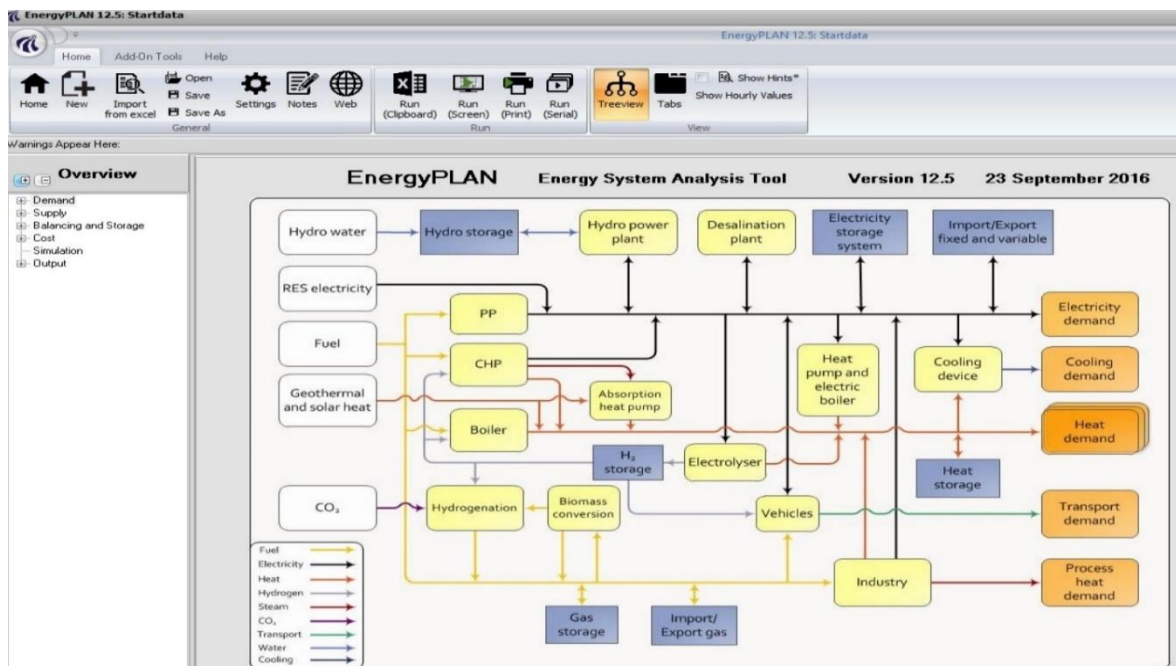 EnergyPLAN 12.5: Startdata
EnergyPLAN 12.5: Startdata
Home Add-On Tools Help
Home
New
Import
from excel
Open
Save
Save As
Settings
Notes
Web
General
Run
(Clipboard)
Run
(Screen)
Run
(Print)
Run
(Serial)
Run
Treeview
Tabs
Show Hints*
Show Hourly Values
View
Warnings Appear Here:
Overview
Demand
Supply
Balancing and Storage
Cost
Simulation
Output
EnergyPLAN Energy System Analysis Tool Version 12.5 23 September 2016
Hydro water
Hydro storage
Hydro power
plant
Desalination
plant
Electricity
storage
system
Import/Export
fixed and variable
RES electricity
PP
Electricity
demand
Fuel
CHP
Heat
pump and
electric
boiler
Cooling
device
Cooling
demand
Geothermal
and solar heat
Absorption
heat pump
Boiler
Heat
demand
H₂
storage
Electrolyser
Heat
storage
CO₂
Hydrogenation
Biomass
conversion
Vehicles
Transport
demand
Industry
Process
heat
demand
Gas
storage
Import/
Export gas
Fuel
Electricity
Heat
Hydrogen
Steam
CO₂
Transport
Water
Cooling